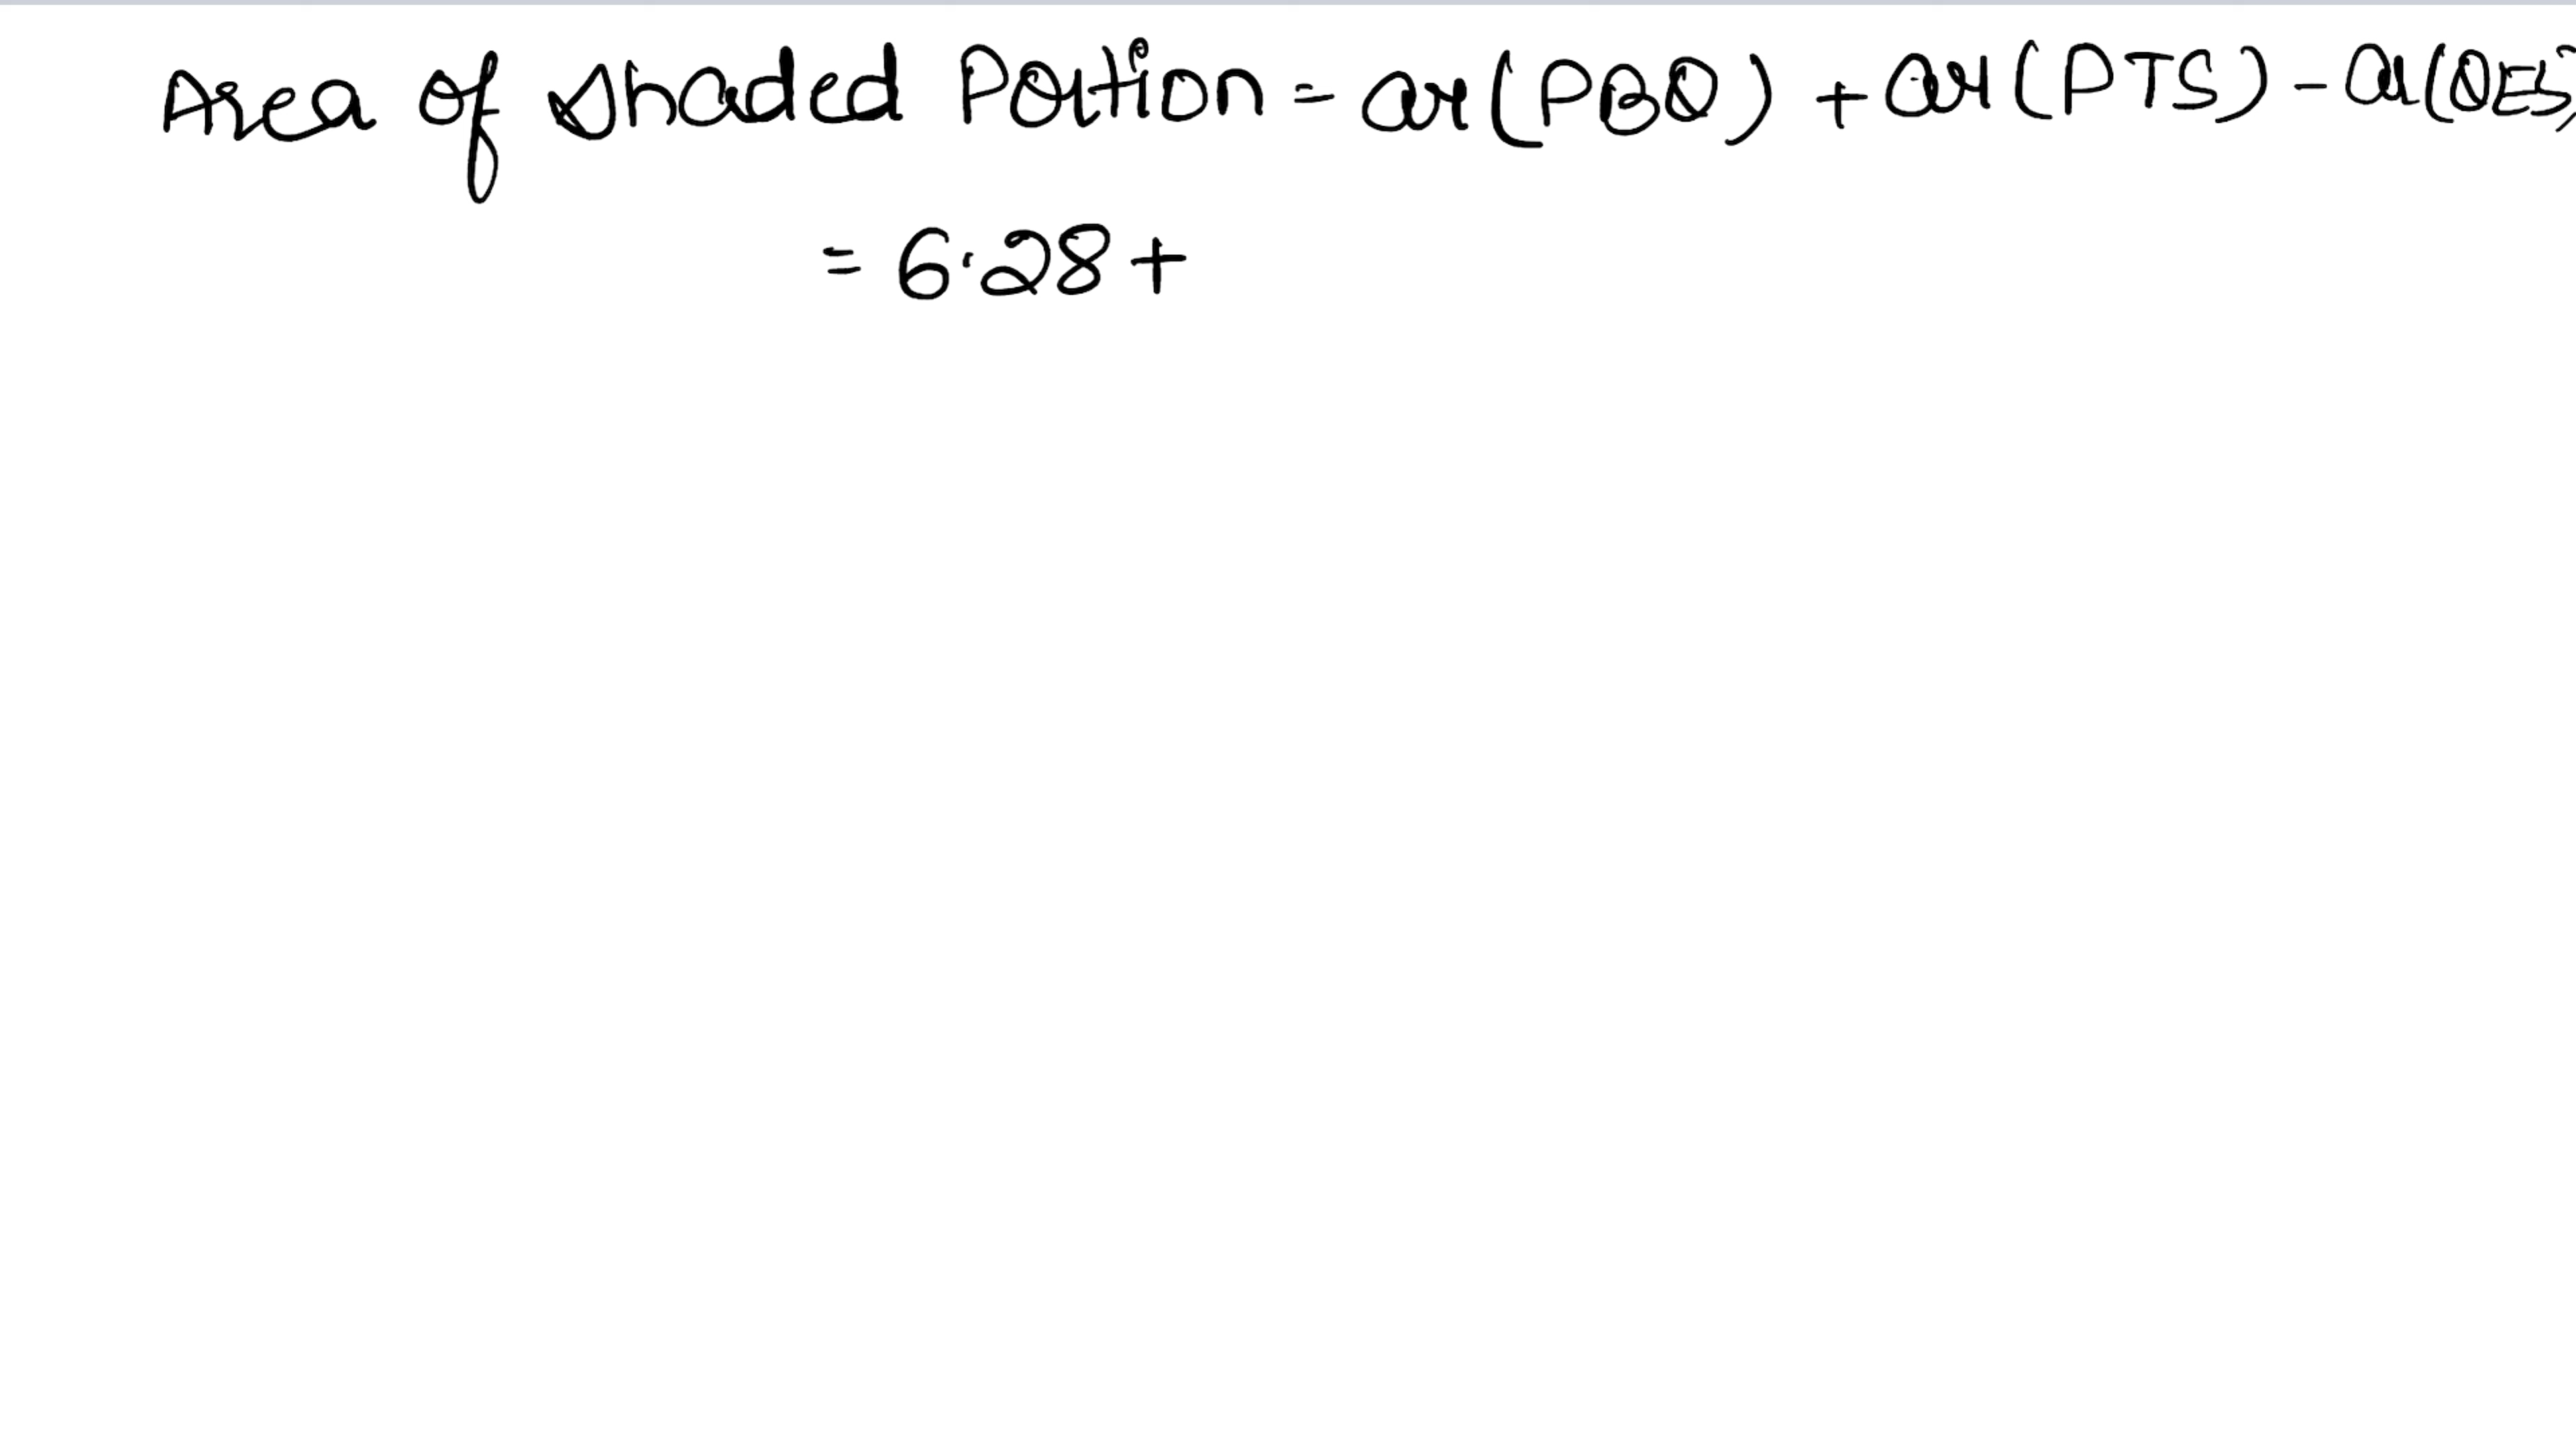 Area of shaded Portion = ar(PBQ) + ar(PTS) - ar(QES)
= 6.28 +